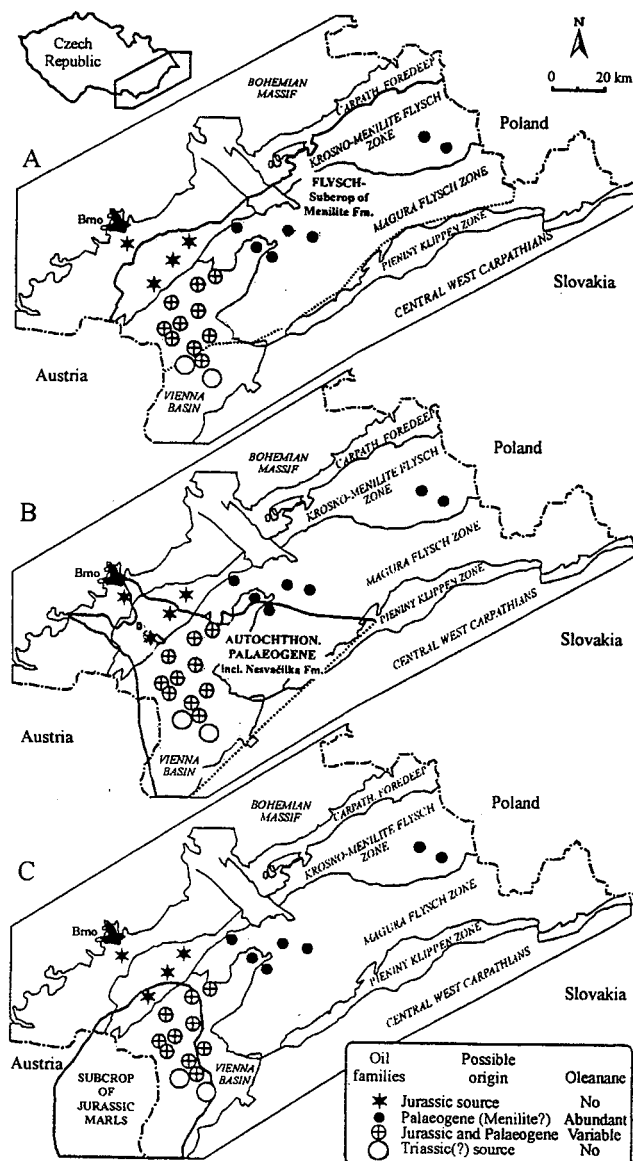 Czech
Republic
N
0 20 km
A
BOHEMIAN
MASSIF
CARPATH. FOREDEEP
Poland
KROSNO-MENILITE FLYSCH
ZONE
FLYSCH-
Subcrop of
Menilite Fm.
Brno
MAGURA FLYSCH ZONE
PIENINY KLIPPEN ZONE
CENTRAL WEST CARPATHIANS
Slovakia
Austria
VIENNA
BASIN
B
BOHEMIAN
MASSIF
CARPATH. FOREDEEP
Poland
KROSNO-MENILITE FLYSCH
ZONE
Brno
MAGURA FLYSCH ZONE
AUTOCHTHON.
PALAEOGENE
incl. Nesvačilka Fm.
PIENINY KLIPPEN ZONE
CENTRAL WEST CARPATHIANS
Slovakia
Austria
VIENNA
BASIN
C
BOHEMIAN
MASSIF
CARPATH. FOREDEEP
Poland
KROSNO-MENILITE FLYSCH
ZONE
Brno
MAGURA FLYSCH ZONE
PIENINY KLIPPEN ZONE
CENTRAL WEST CARPATHIANS
Slovakia
Austria
SUBCROP
OF
JURASSIC
MARLS
VIENNA
BASIN
Oil families Possible origin Oleanane
Jurassic source No
Palaeogene (Menilite?) Abundant
Jurassic and Palaeogene Variable
Triassic(?) source No